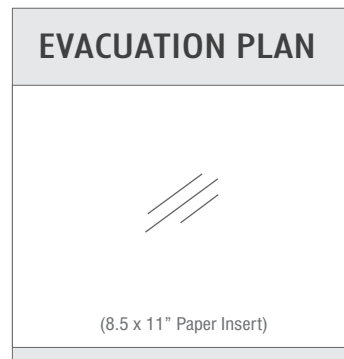 EVACUATION PLAN
(8.5 x 11” Paper Insert)